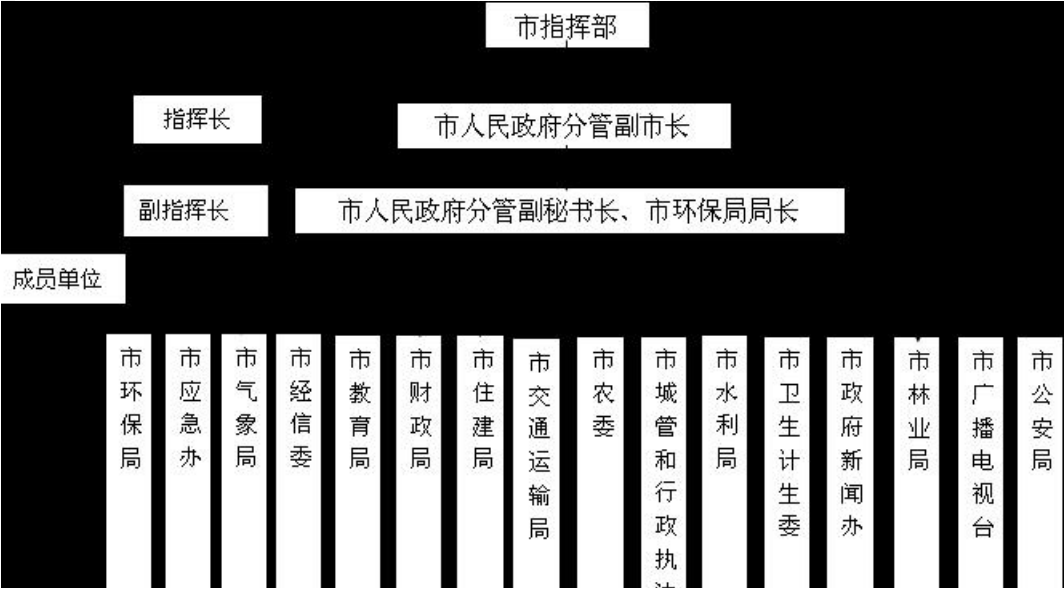 市指挥部
指挥长
市人民政府分管副市长
副指挥长
市人民政府分管副秘书长、市环保局局长
成员单位
市环保局
市应急办
市气象局
市经信委
市教育局
市财政局
市住建局
市交通运输局
市农委
市城管和行政执
市水利局
市卫生计生委
市政府新闻办
市林业局
市广播电视台
市公安局